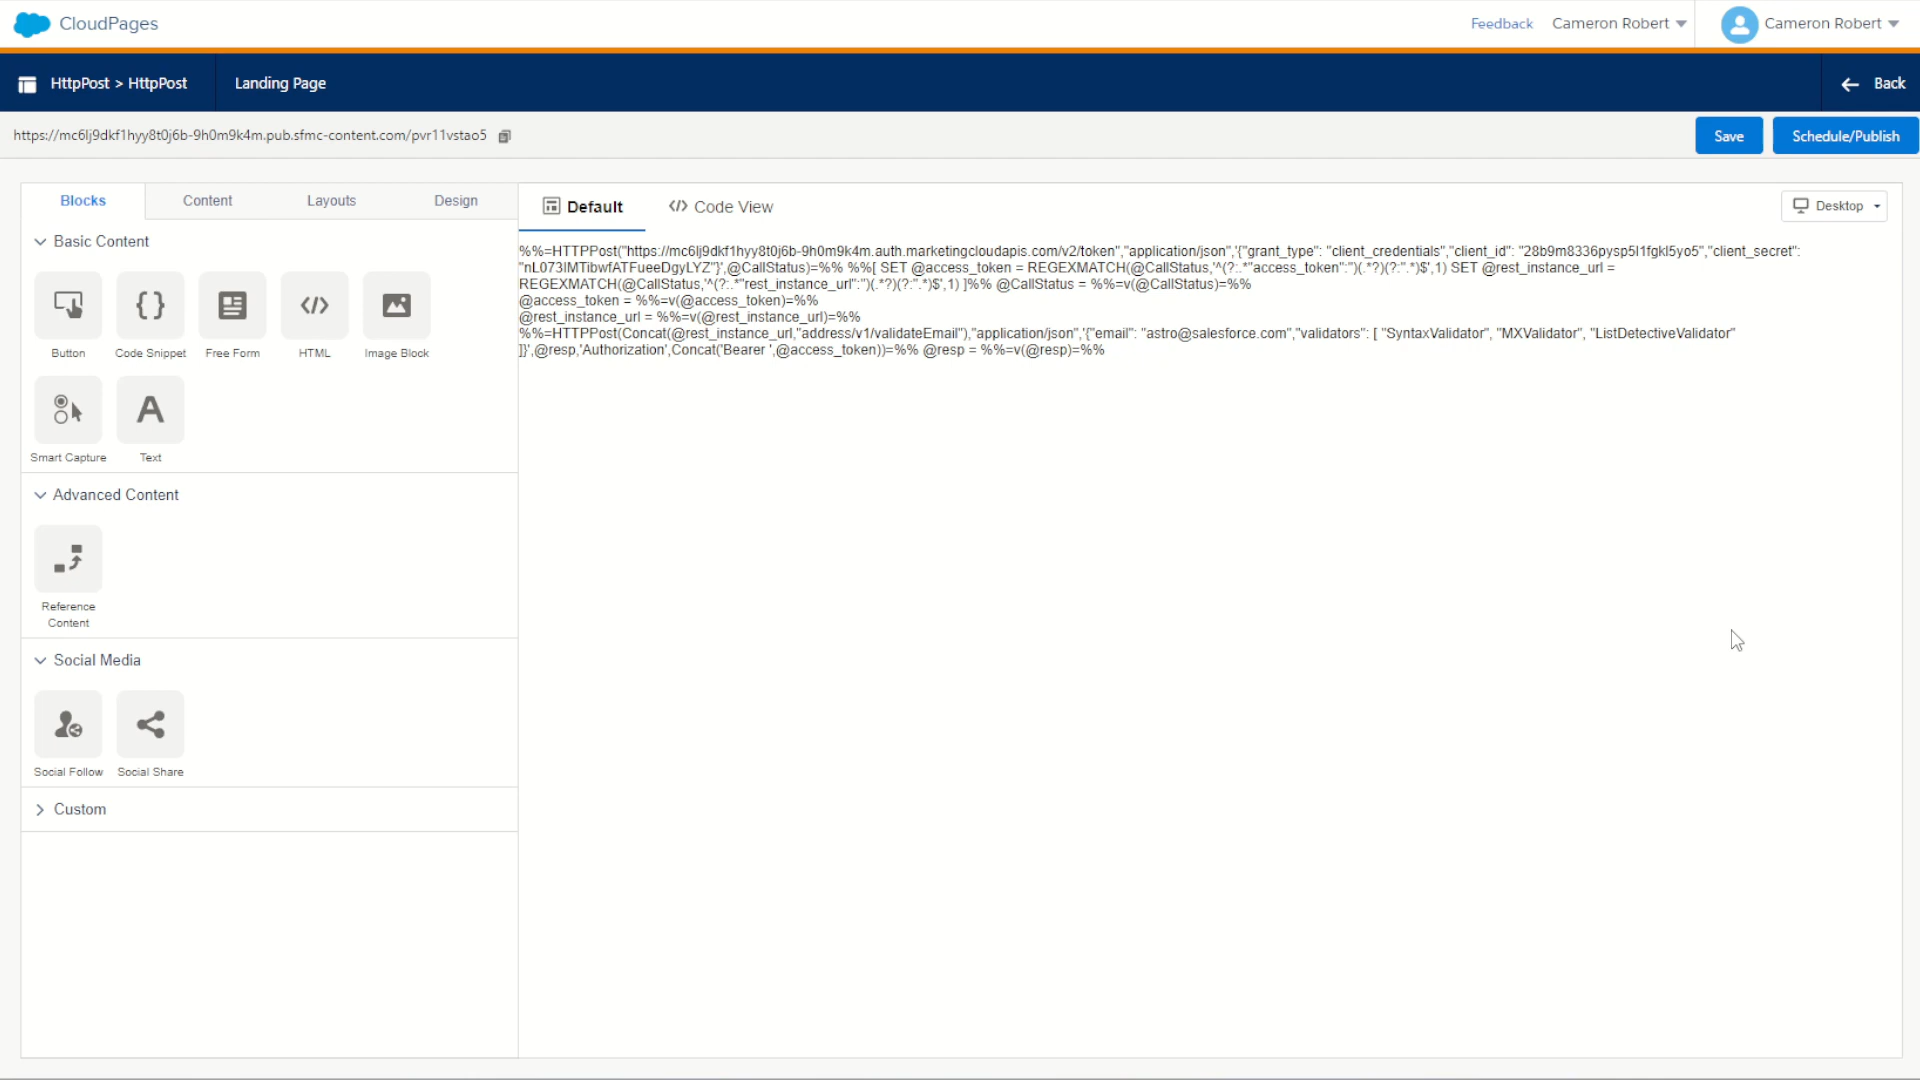 CloudPages
Feedback
Cameron Robert
Cameron Robert
HttpPost > HttpPost
Landing Page
Back
https://mc6lj9dkf1hyy8t0j6b-9h0m9k4m.pub.sfmc-content.com/pvr11vstao5
Save
Schedule/Publish
Blocks
Content
Layouts
Design
Default
Code View
Desktop
Basic Content
Button
Code Snippet
Free Form
HTML
Image Block
Smart Capture
Text
Advanced Content
Reference
Content
Social Media
Social Follow
Social Share
Custom
%%=HTTPPost("https://mc6lj9dkf1hyy8t0j6b-9h0m9k4m.auth.marketingcloudapis.com/v2/token","application/json",'{"grant_type": "client_credentials","client_id": "28b9m8336pysp5l1fgkl5yo5","client_secret":
"nL073IMTibwfATFueeDgyLYZ"}',@CallStatus)=%% %%[ SET @access_token = REGEXMATCH(@CallStatus,'^(?:.*"access_token":")(.*?)(?:".*)$',1) SET @rest_instance_url =
REGEXMATCH(@CallStatus,'^(?:.*"rest_instance_url":")(.*?)(?:".*)$',1) ]%% @CallStatus = %%=v(@CallStatus)=%%
@access_token = %%=v(@access_token)=%%
@rest_instance_url = %%=v(@rest_instance_url)=%%
%%=HTTPPost(Concat(@rest_instance_url,"address/v1/validateEmail"),"application/json",'{"email": "astro@salesforce.com","validators": [ "SyntaxValidator", "MXValidator", "ListDetectiveValidator"
]}',@resp,'Authorization',Concat('Bearer ',@access_token))=%% @resp = %%=v(@resp)=%%